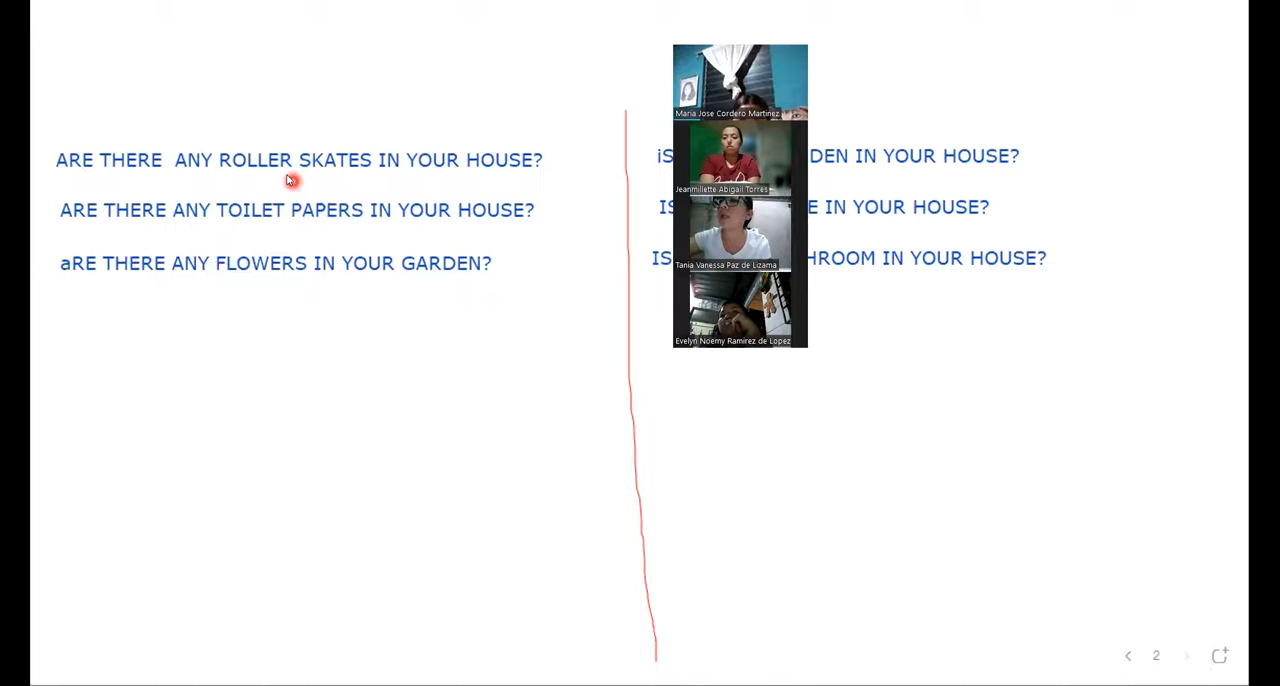 ARE THERE ANY ROLLER SKATES IN YOUR HOUSE?
ARE THERE ANY TOILET PAPERS IN YOUR HOUSE?
aRE THERE ANY FLOWERS IN YOUR GARDEN?
iS DEN IN YOUR HOUSE?
IS E IN YOUR HOUSE?
IS HROOM IN YOUR HOUSE?
Maria Jose Cordero Martinez
Jeanmillette Abigail Torres
Tania Vanessa Paz de Lizama
Evelyn Noemy Ramirez de Lopez
2